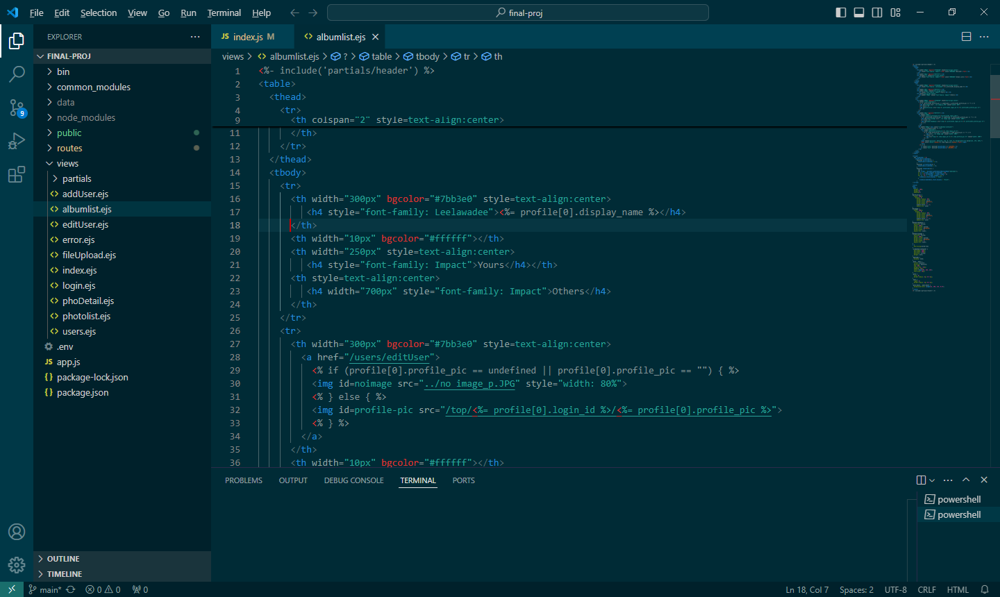 File Edit Selection View Go Run Terminal Help
final-proj
EXPLORER
FINAL-PROJ
bin
common_modules
data
node_modules
public
routes
views
partials
addUser.ejs
albumlist.ejs
editUser.ejs
error.ejs
fileUpload.ejs
index.ejs
login.ejs
phoDetail.ejs
photolist.ejs
users.ejs
.env
JS app.js
{} package-lock.json
{} package.json
OUTLINE
TIMELINE
9
JS index.js M
<> albumlist.ejs
views > <> albumlist.ejs > ? > table > tbody > tr > th
1 <%- include('partials/header') %>
2 <table>
3 <thead>
4 <tr>
9 <th colspan="2" style=text-align:center>
11 </th>
12 </tr>
13 </thead>
14 <tbody>
15 <tr>
16 <th width="300px" bgcolor="#7bb3e0" style=text-align:center>
17 <h4 style="font-family: Leelawadee"><%= profile[0].display_name %></h4>
18 </th>
19 <th width="10px" bgcolor="#ffffff"></th>
20 <th width="250px" style=text-align:center>
21 <h4 style="font-family: Impact">Yours</h4></th>
22 <th style=text-align:center>
23 <h4 width="700px" style="font-family: Impact">Others</h4>
24 </th>
25 </tr>
26 <tr>
27 <th width="300px" bgcolor="#7bb3e0" style=text-align:center>
28 <a href="/users/editUser">
29 <% if (profile[0].profile_pic == undefined || profile[0].profile_pic == "") { %>
30 <img id=noimage src="../no image_p.JPG" style="width: 80%">
31 <% } else { %>
32 <img id=profile-pic src="/top/<%= profile[0].login_id %>/<%= profile[0].profile_pic %>">
33 <% } %>
34 </a>
35 </th>
36 <th width="10px" bgcolor="#ffffff"></th>
PROBLEMS OUTPUT DEBUG CONSOLE TERMINAL PORTS
powershell
powershell
main* 0 0 0
Ln 18, Col 7 Spaces: 2 UTF-8 CRLF HTML